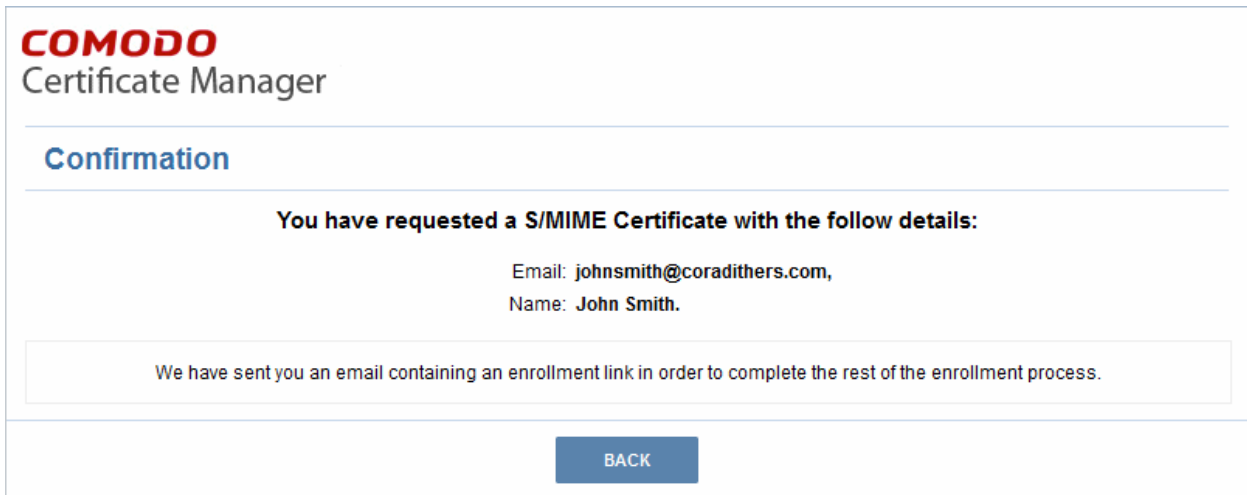 COMODO
Certificate Manager
Confirmation
You have requested a S/MIME Certificate with the follow details:
Email: johnsmith@coradithers.com,
Name: John Smith.
We have sent you an email containing an enrollment link in order to complete the rest of the enrollment process.
BACK